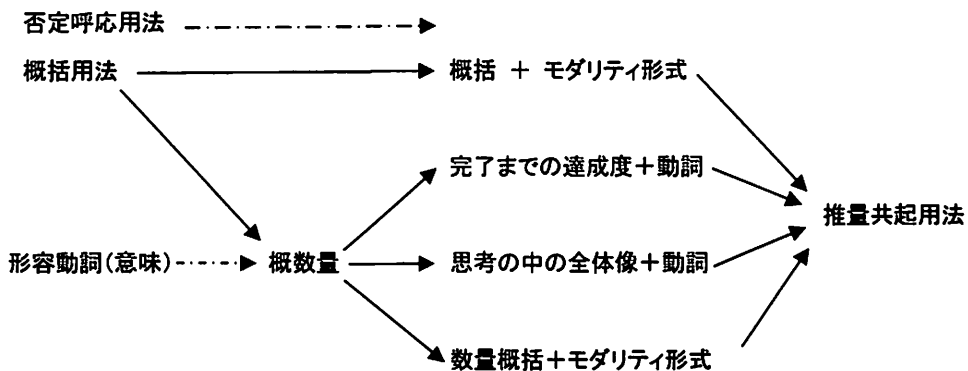 否定呼応用法
概括用法
概括 + モダリティ形式
完了までの達成度+動詞
推量共起用法
形容動詞(意味)
概数量
思考の中の全体像+動詞
数量概括+モダリティ形式